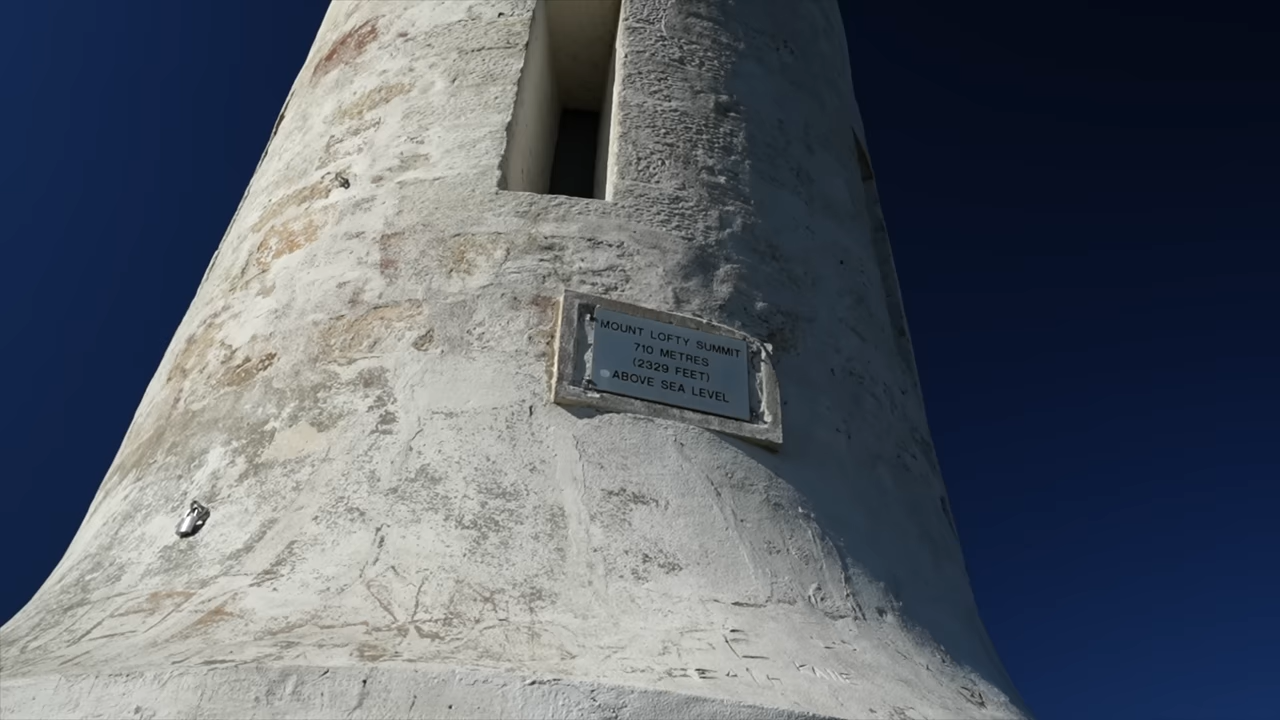 MOUNT LOFTY SUMMIT
710 METRES
(2329 FEET)
ABOVE SEA LEVEL